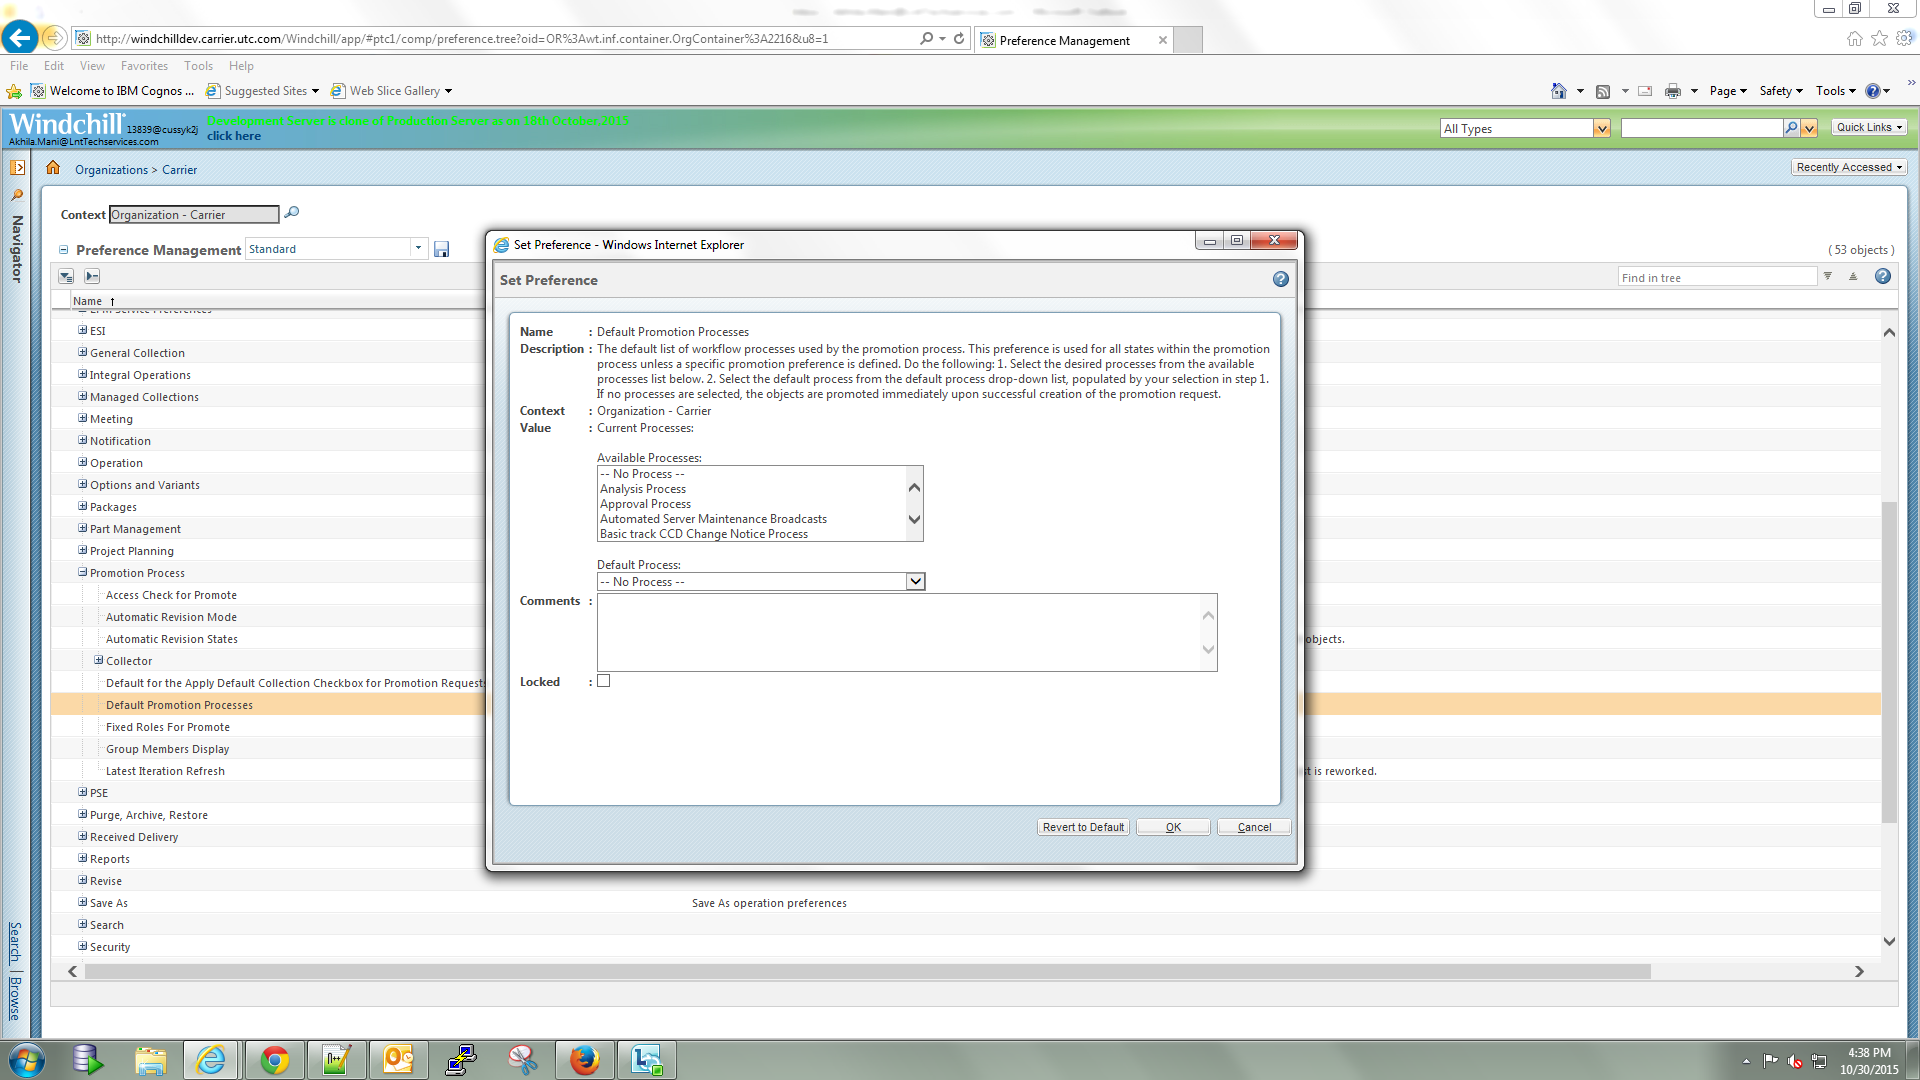 http://windchilldev.carrier.utc.com/Windchill/app/#ptc1/comp/preference.tree?oid=OR%3Awt.inf.container.OrgContainer%3A2216&u8=1
Preference Management
File Edit View Favorites Tools Help
Welcome to IBM Cognos ... Suggested Sites Web Slice Gallery
Page Safety Tools
Windchill 13839@cussyk2j
Akhila.Mani@LntTechservices.com
Development Server is clone of Production Server as on 18th October,2015
click here
All Types
Quick Links
Organizations > Carrier
Recently Accessed
Navigator
Search | Browse
Context Organization - Carrier
Preference Management Standard
( 53 objects )
Find in tree
Name ↑
EPM Service Preferences
ESI
General Collection
Integral Operations
Managed Collections
Meeting
Notification
Operation
Options and Variants
Packages
Part Management
Project Planning
Promotion Process
Access Check for Promote
Automatic Revision Mode
Automatic Revision States
objects.
Collector
Default for the Apply Default Collection Checkbox for Promotion Requests
Default Promotion Processes
Fixed Roles For Promote
Group Members Display
Latest Iteration Refresh
st is reworked.
PSE
Purge, Archive, Restore
Received Delivery
Reports
Revise
Save As
Save As operation preferences
Search
Security
Set Preference - Windows Internet Explorer
Set Preference
Name : Default Promotion Processes
Description : The default list of workflow processes used by the promotion process. This preference is used for all states within the promotion
process unless a specific promotion preference is defined. Do the following: 1. Select the desired processes from the available
processes list below. 2. Select the default process from the default process drop-down list, populated by your selection in step 1.
If no processes are selected, the objects are promoted immediately upon successful creation of the promotion request.
Context : Organization - Carrier
Value : Current Processes:
Available Processes:
-- No Process --
Analysis Process
Approval Process
Automated Server Maintenance Broadcasts
Basic track CCD Change Notice Process
Default Process:
-- No Process --
Comments :
Locked :
Revert to Default OK Cancel
4:38 PM
10/30/2015